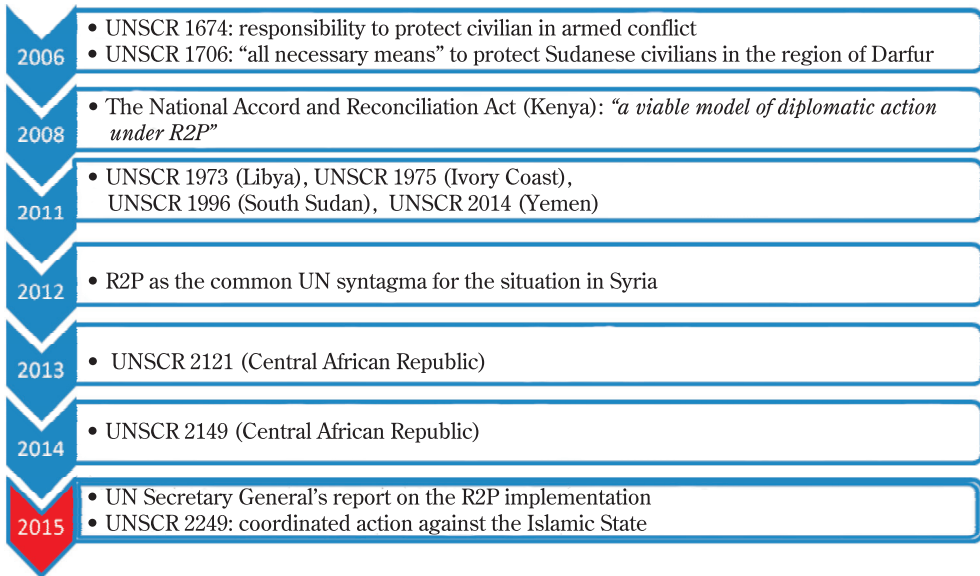 2006
• UNSCR 1674: responsibility to protect civilian in armed conflict
• UNSCR 1706: “all necessary means” to protect Sudanese civilians in the region of Darfur
2008
• The National Accord and Reconciliation Act (Kenya): “a viable model of diplomatic action
under R2P”
2011
• UNSCR 1973 (Libya), UNSCR 1975 (Ivory Coast),
UNSCR 1996 (South Sudan), UNSCR 2014 (Yemen)
2012
• R2P as the common UN syntagma for the situation in Syria
2013
• UNSCR 2121 (Central African Republic)
2014
• UNSCR 2149 (Central African Republic)
2015
• UN Secretary General’s report on the R2P implementation
• UNSCR 2249: coordinated action against the Islamic State